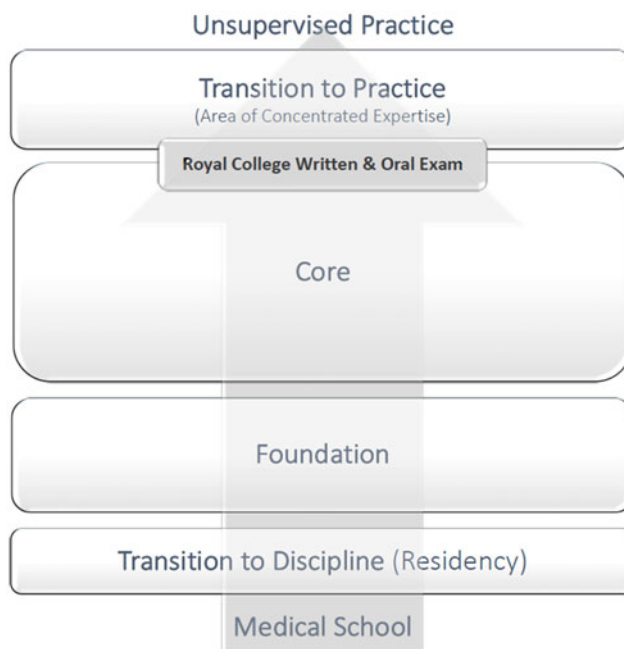 Unsupervised Practice
Transition to Practice
(Area of Concentrated Expertise)
Royal College Written & Oral Exam
Core
Foundation
Transition to Discipline (Residency)
Medical School